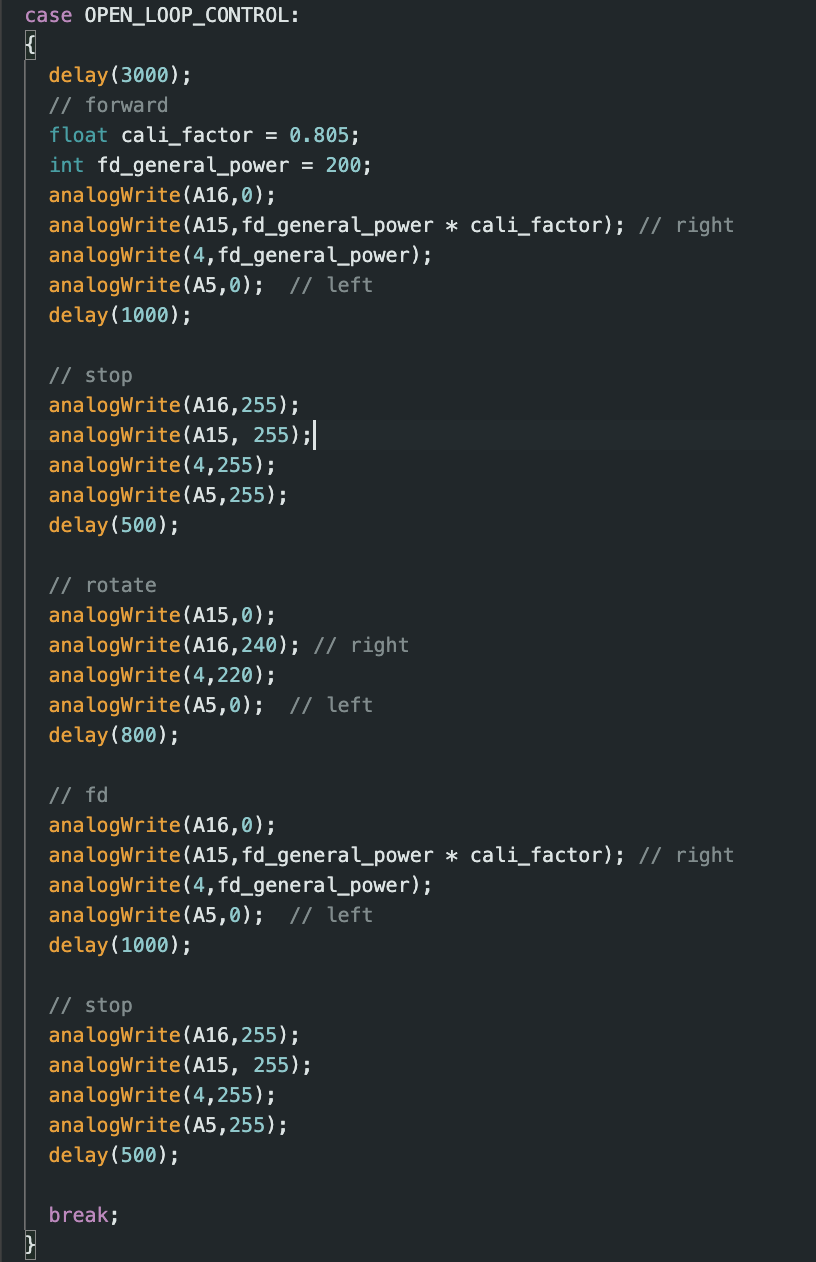 case OPEN_LOOP_CONTROL:
{
delay(3000);
// forward
float cali_factor = 0.805;
int fd_general_power = 200;
analogWrite(A16,0);
analogWrite(A15,fd_general_power * cali_factor); // right
analogWrite(4,fd_general_power);
analogWrite(A5,0);  // left
delay(1000);
// stop
analogWrite(A16,255);
analogWrite(A15, 255);
analogWrite(4,255);
analogWrite(A5,255);
delay(500);
// rotate
analogWrite(A15,0);
analogWrite(A16,240); // right
analogWrite(4,220);
analogWrite(A5,0);  // left
delay(800);
// fd
analogWrite(A16,0);
analogWrite(A15,fd_general_power * cali_factor); // right
analogWrite(4,fd_general_power);
analogWrite(A5,0);  // left
delay(1000);
// stop
analogWrite(A16,255);
analogWrite(A15, 255);
analogWrite(4,255);
analogWrite(A5,255);
delay(500);
break;
}